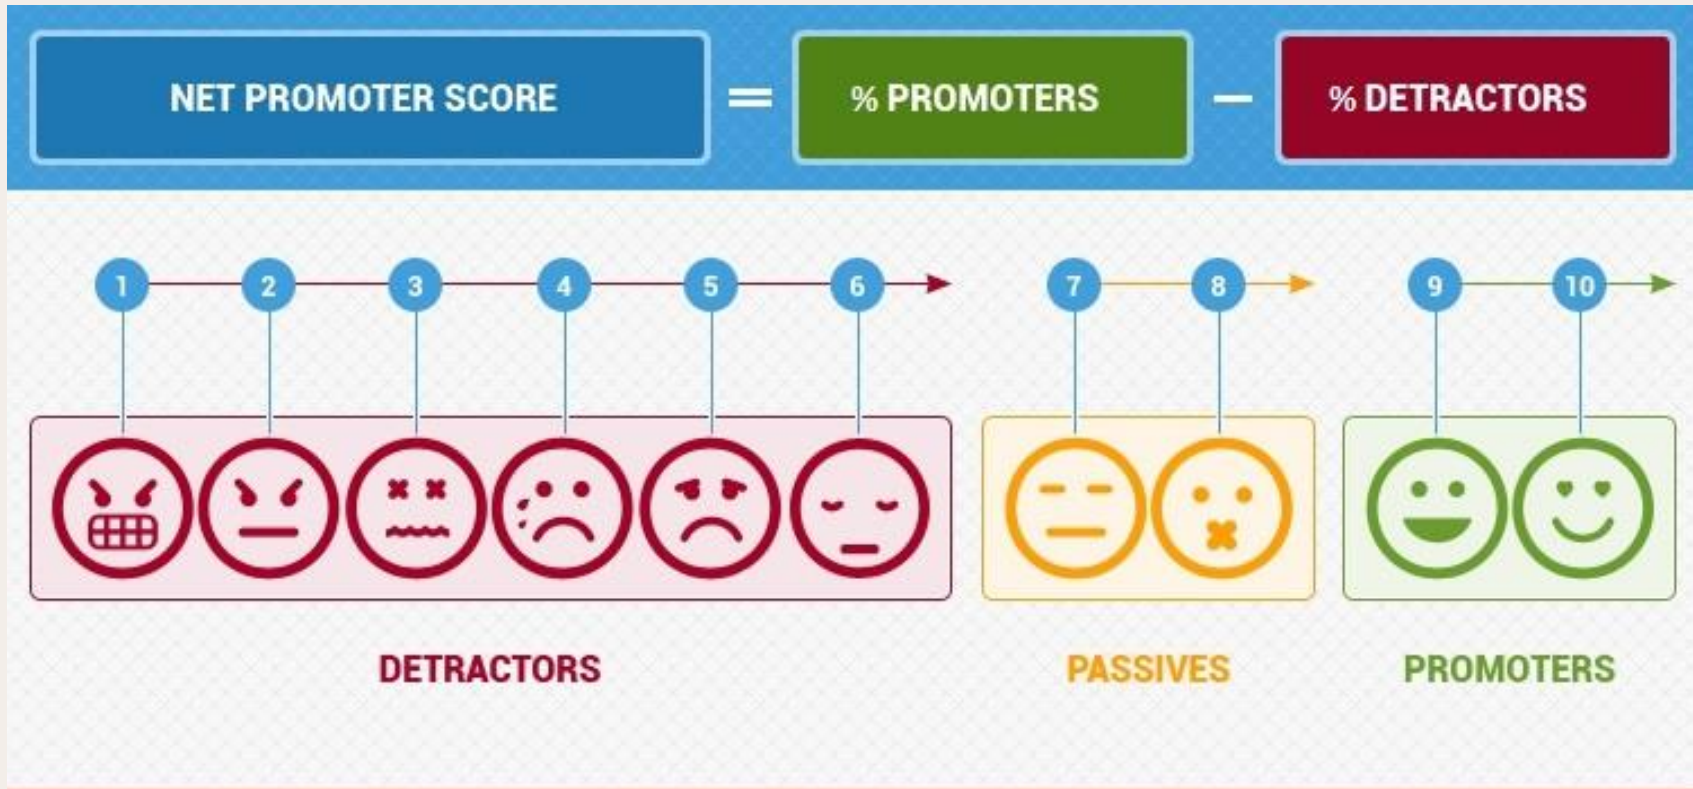 NET PROMOTER SCORE = % PROMOTERS – % DETRACTORS
1 2 3 4 5 6 7 8 9 10
DETRACTORS PASSIVES PROMOTERS